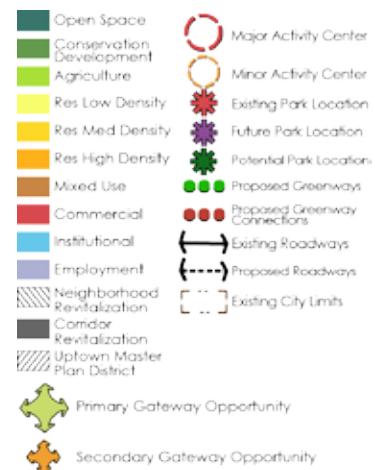 Open Space
Conservation
Development
Agriculture
Res Low Density
Res Med Density
Res High Density
Mixed Use
Commercial
Institutional
Employment
Neighborhood
Revitalization
Corridor
Revitalization
Uptown Master
Plan District
Major Activity Center
Minor Activity Center
Existing Park Location
Future Park Location
Potential Park Location
Proposed Greenways
Proposed Greenway
Connections
Existing Roadways
Proposed Roadways
Existing City Limits
Primary Gateway Opportunity
Secondary Gateway Opportunity